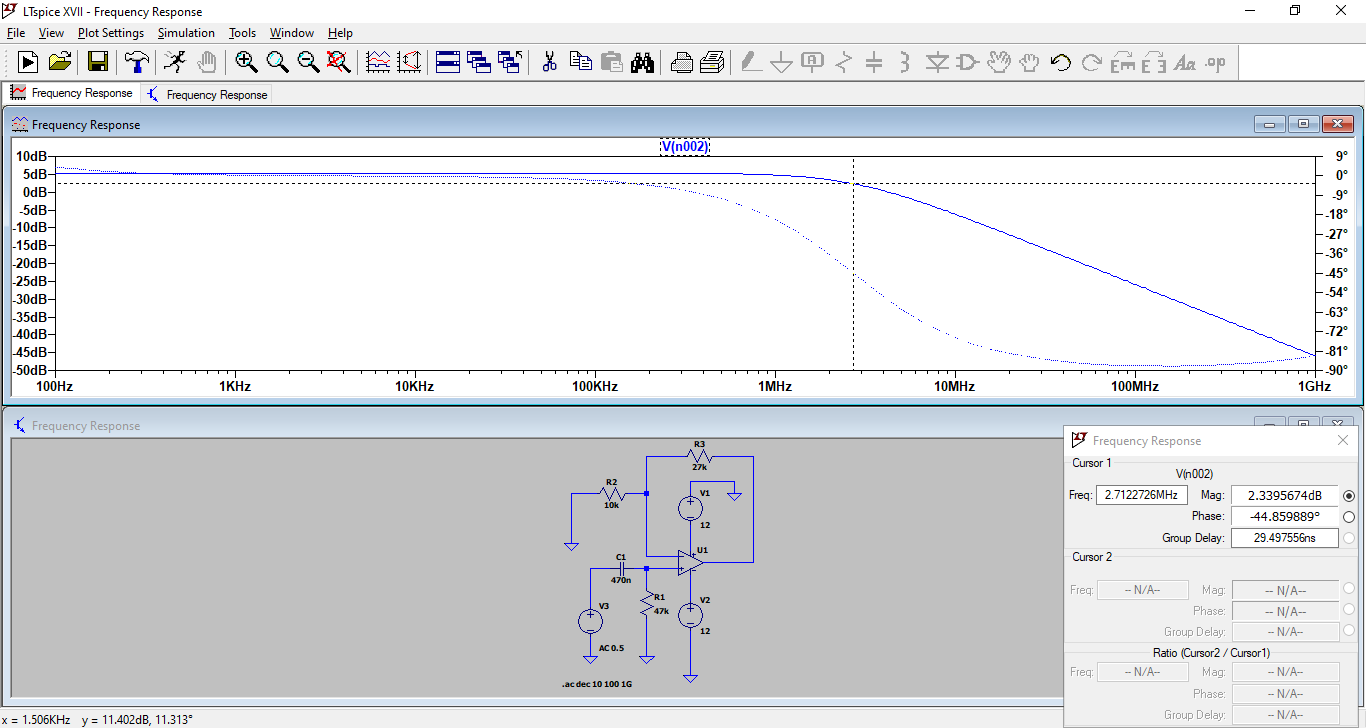 LTspice XVII - Frequency Response
File View Plot Settings Simulation Tools Window Help
Frequency Response Frequency Response
Frequency Response
V(n002)
10dB 9°
5dB 0°
0dB -9°
-5dB -18°
-10dB -27°
-15dB -36°
-20dB -45°
-25dB -54°
-30dB -63°
-35dB -72°
-40dB -81°
-45dB -90°
-50dB
100Hz 1KHz 10KHz 100KHz 1MHz 10MHz 100MHz 1GHz
Frequency Response
R3
27k
R2
10k
V1
12
U1
C1
470n
R1
47k
V2
12
V3
AC 0.5
.ac dec 10 100 1G
Frequency Response
Cursor 1
V(n002)
Freq: 2.7122726MHz Mag: 2.3395674dB
Phase: -44.859889°
Group Delay: 29.497556ns
Cursor 2
Freq: -- N/A-- Mag: -- N/A--
Phase: -- N/A--
Group Delay: -- N/A--
Ratio (Cursor2 / Cursor1)
Freq: -- N/A-- Mag: -- N/A--
Phase: -- N/A--
Group Delay: -- N/A--
x = 1.506KHz y = 11.402dB, 11.313°